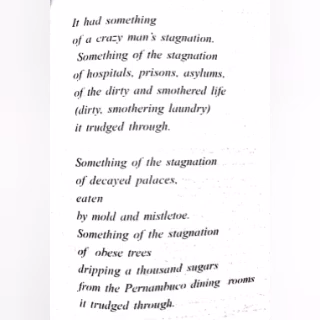 It had something
of a crazy man's stagnation.
Something of the stagnation
of hospitals, prisons, asylums,
of the dirty and smothered life
(dirty, smothering laundry)
it trudged through.
Something of the stagnation
of decayed palaces,
eaten
by mold and mistletoe.
Something of the stagnation
of obese trees
dripping a thousand sugars
from the Pernambuco dining rooms
it trudged through.